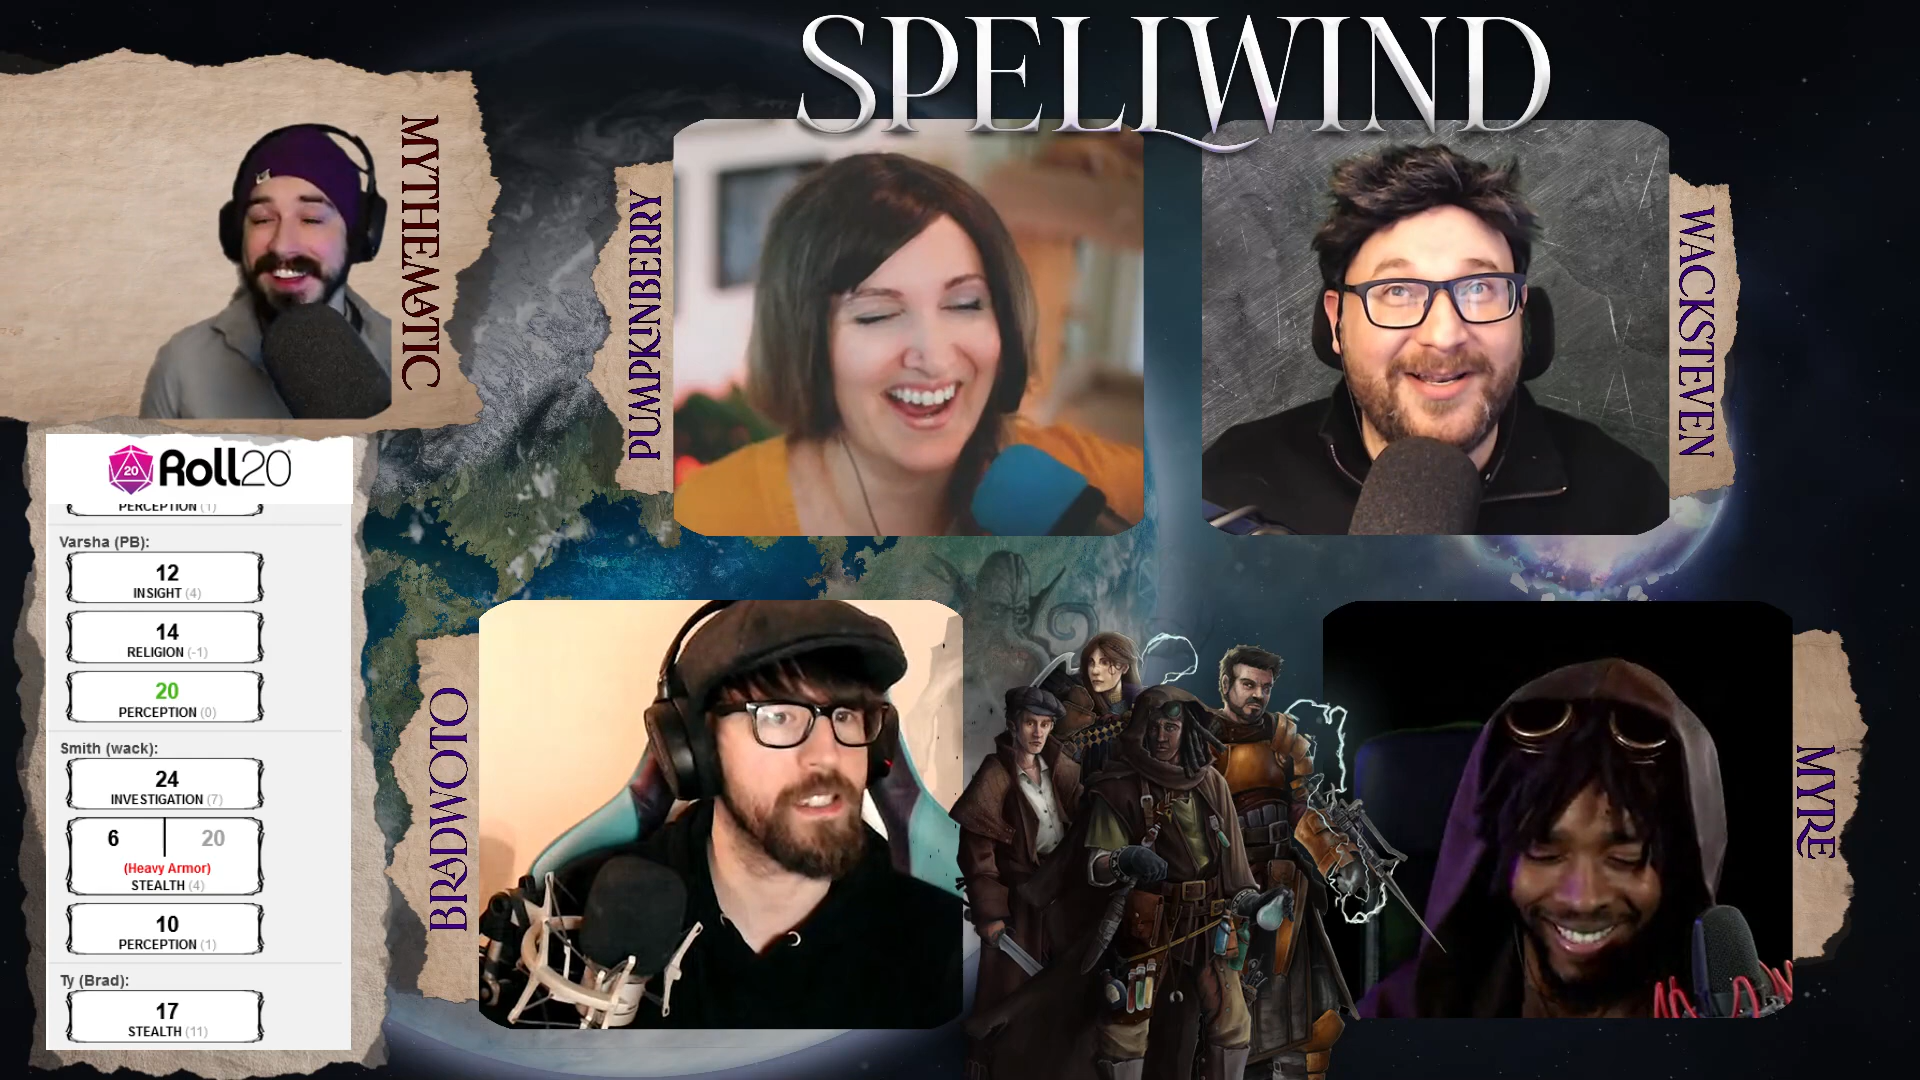 SPELLWIND
MYTHEMATIC
PUMPKINBERRY
WACKSTEVEN
20 Roll20
PERCEPTION (1)
Varsha (PB):
12
INSIGHT (4)
14
RELIGION (-1)
20
PERCEPTION (0)
Smith (wack):
24
INVESTIGATION (7)
6 20
(Heavy Armor)
STEALTH (4)
10
PERCEPTION (1)
Ty (Brad):
17
STEALTH (11)
BRADWOTO
MYRE